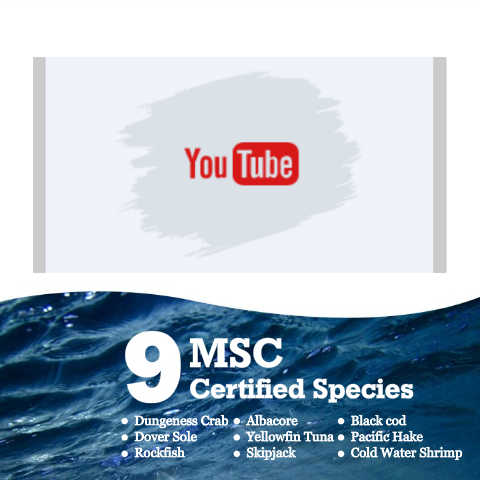 YouTube
9 MSC
Certified Species
• Dungeness Crab • Albacore • Black cod
• Dover Sole • Yellowfin Tuna • Pacific Hake
• Rockfish • Skipjack • Cold Water Shrimp